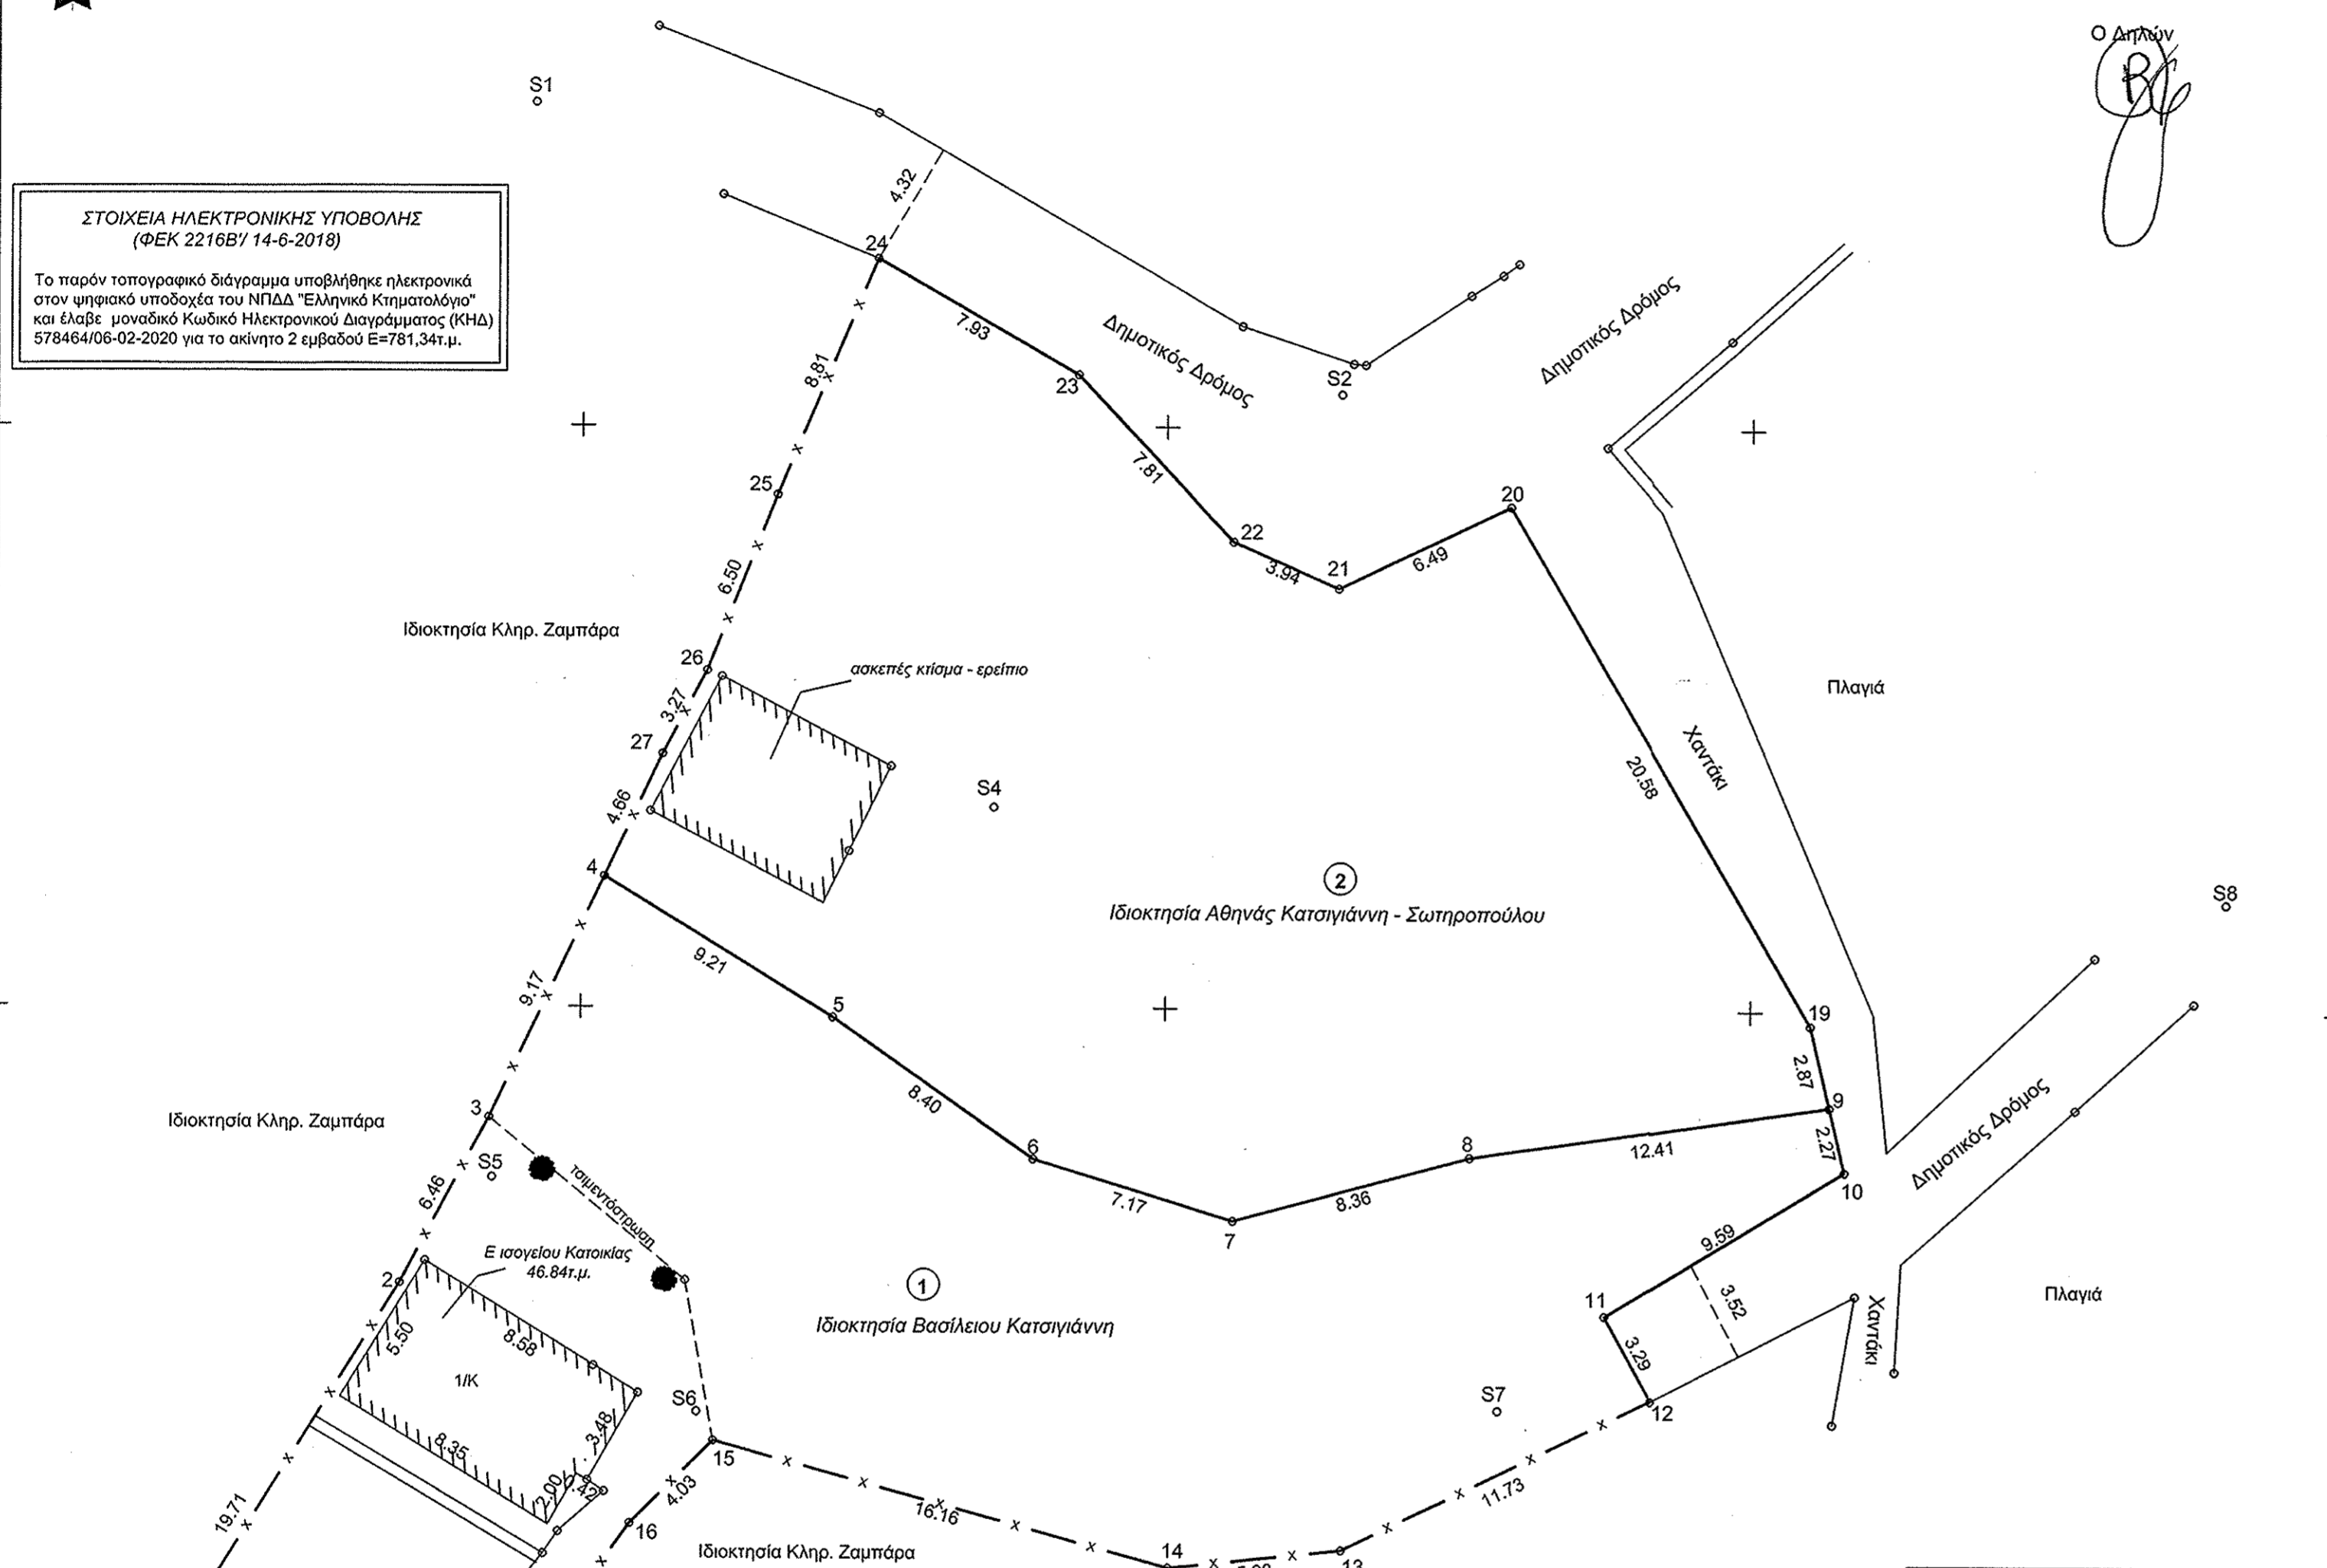 Ο Δηλών
S1
ΣΤΟΙΧΕΙΑ ΗΛΕΚΤΡΟΝΙΚΗΣ ΥΠΟΒΟΛΗΣ
(ΦΕΚ 2216Β'/ 14-6-2018)
Το παρόν τοπογραφικό διάγραμμα υποβλήθηκε ηλεκτρονικά
στον ψηφιακό υποδοχέα του ΝΠΔΔ "Ελληνικό Κτηματολόγιο"
και έλαβε μοναδικό Κωδικό Ηλεκτρονικού Διαγράμματος (ΚΗΔ)
578464/06-02-2020 για το ακίνητο 2 εμβαδού Ε=781,34τ.μ.
4.32
24
7.93
23
Δημοτικός Δρόμος
S2
Δημοτικός Δρόμος
8.81
7.81
25
20
22
3.94
21
6.49
6.50
Ιδιοκτησία Κληρ. Ζαμπάρα
26
ασκεπές κτίσμα - ερείπιο
Πλαγιά
3.27
27
Χαντάκι
20.58
S4
4.66
4
2
Ιδιοκτησία Αθηνάς Κατσιγιάννη - Σωτηροπούλου
S8
9.21
9.17
5
19
8.40
2.87
9
3
Ιδιοκτησία Κληρ. Ζαμπάρα
6
8
12.41
2.27
Δημοτικός Δρόμος
S5
τσιμεντόστρωση
7.17
8.36
10
6.46
7
9.59
Ε ισογείου Κατοικίας
46.84τ.μ.
2
1
Ιδιοκτησία Βασίλειου Κατσιγιάννη
11
3.52
Χαντάκι
Πλαγιά
5.50
8.58
3.29
1/Κ
S6
S7
12
3.48
8.35
15
2.00
4.03
16.16
11.73
19.71
16
Ιδιοκτησία Κληρ. Ζαμπάρα
14
13